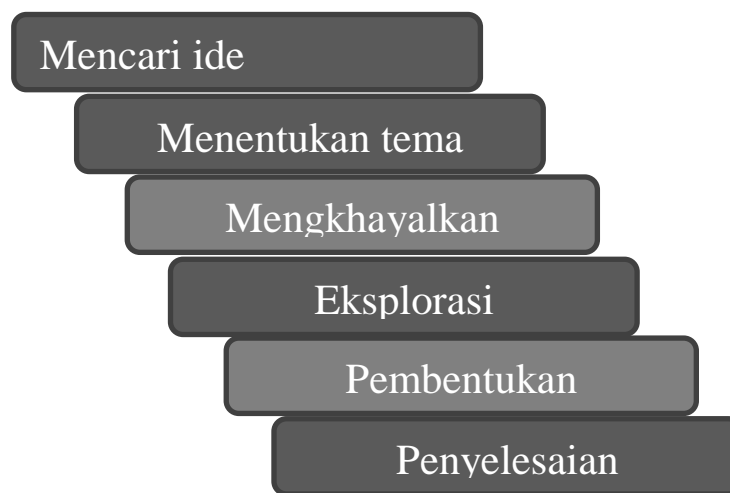 Mencari ide
Menentukan tema
Mengkhayalkan
Eksplorasi
Pembentukan
Penyelesaian